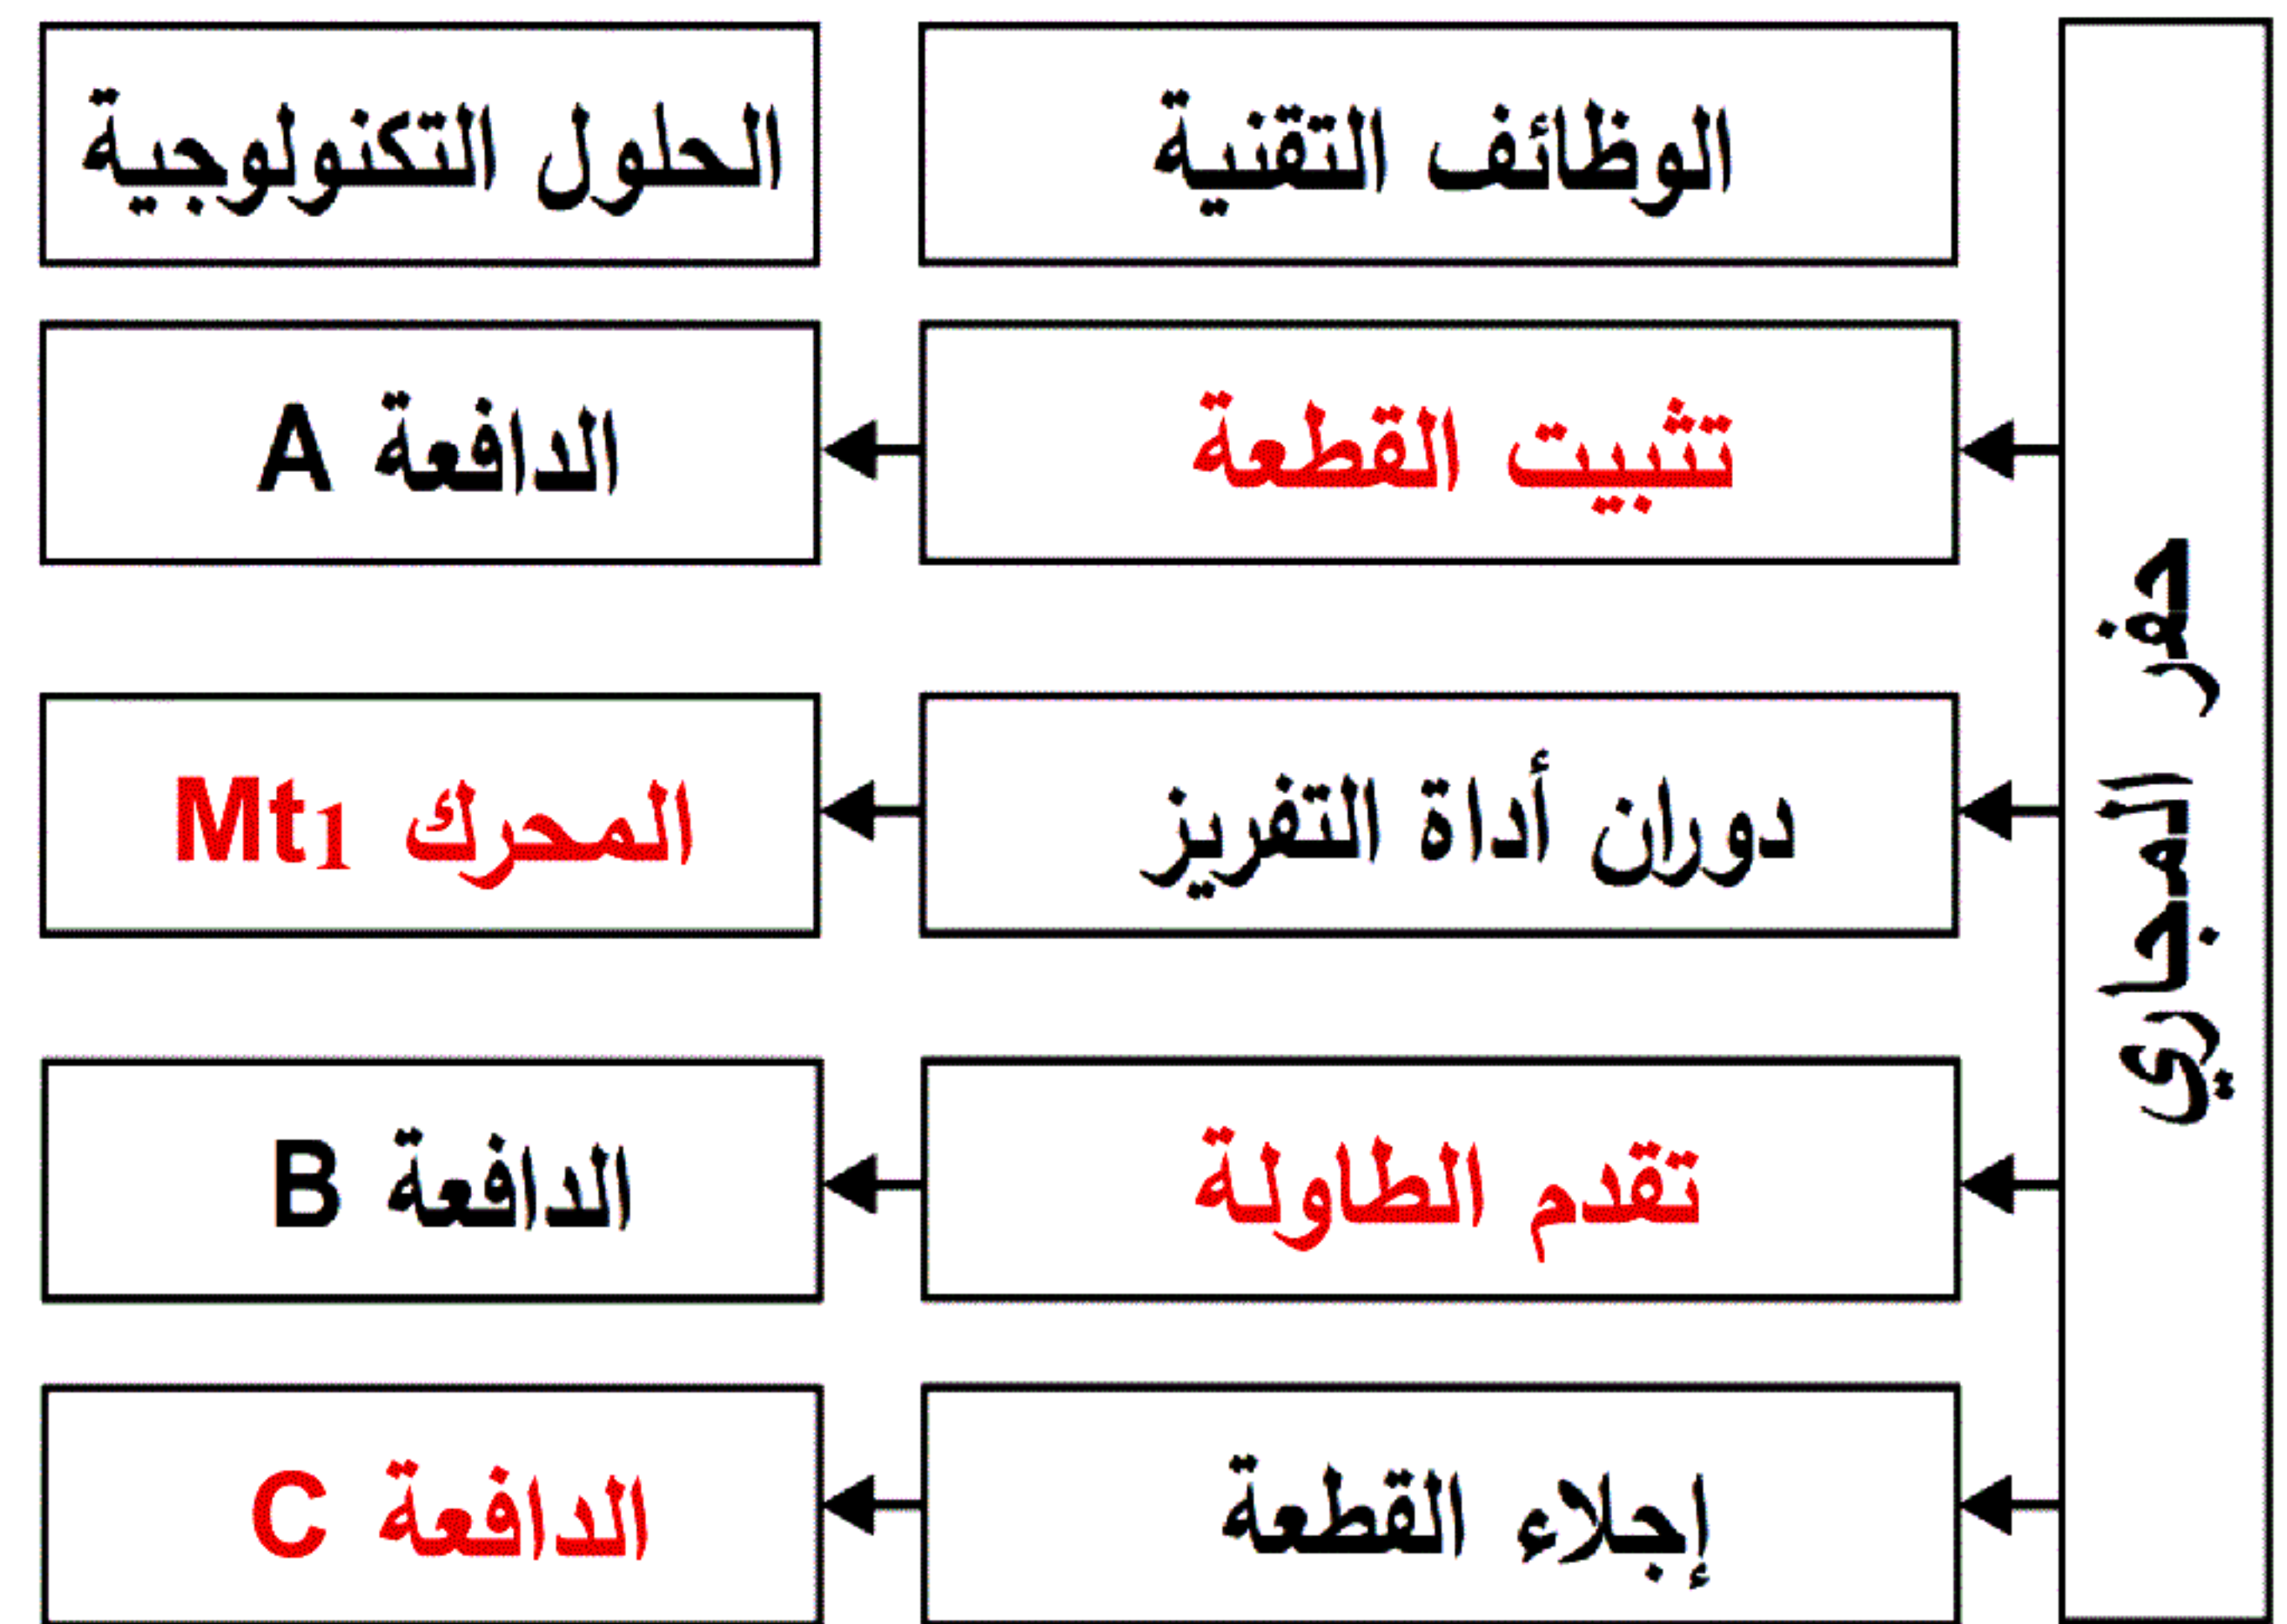 حفر المجاري
الوظائف التقنية
الحلول التكنولوجية
تثبيت القطعة
الدافعة A
دوران أداة التفريز
المحرك Mt1
تقدم الطاولة
الدافعة B
إجلاء القطعة
الدافعة C